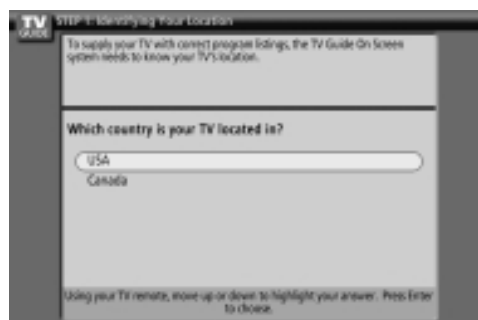 TV
GUIDE
STEP 1: Identifying Your Location
To supply your TV with correct program listings, the TV Guide On Screen
system needs to know your TV's location.
Which country is your TV located in?
USA
Canada
Using your TV remote, move up or down to highlight your answer. Press Enter
to choose.